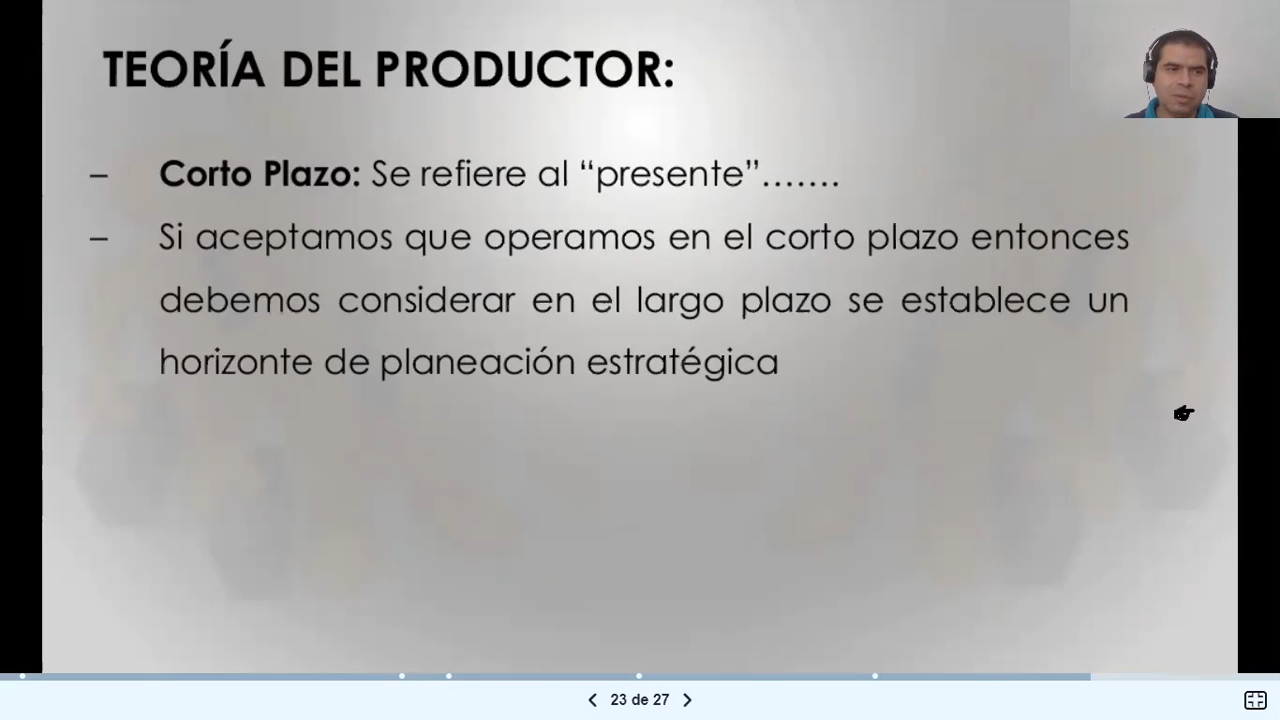 TEORÍA DEL PRODUCTOR:
– Corto Plazo: Se refiere al “presente”.......
– Si aceptamos que operamos en el corto plazo entonces
debemos considerar en el largo plazo se establece un
horizonte de planeación estratégica
23 de 27